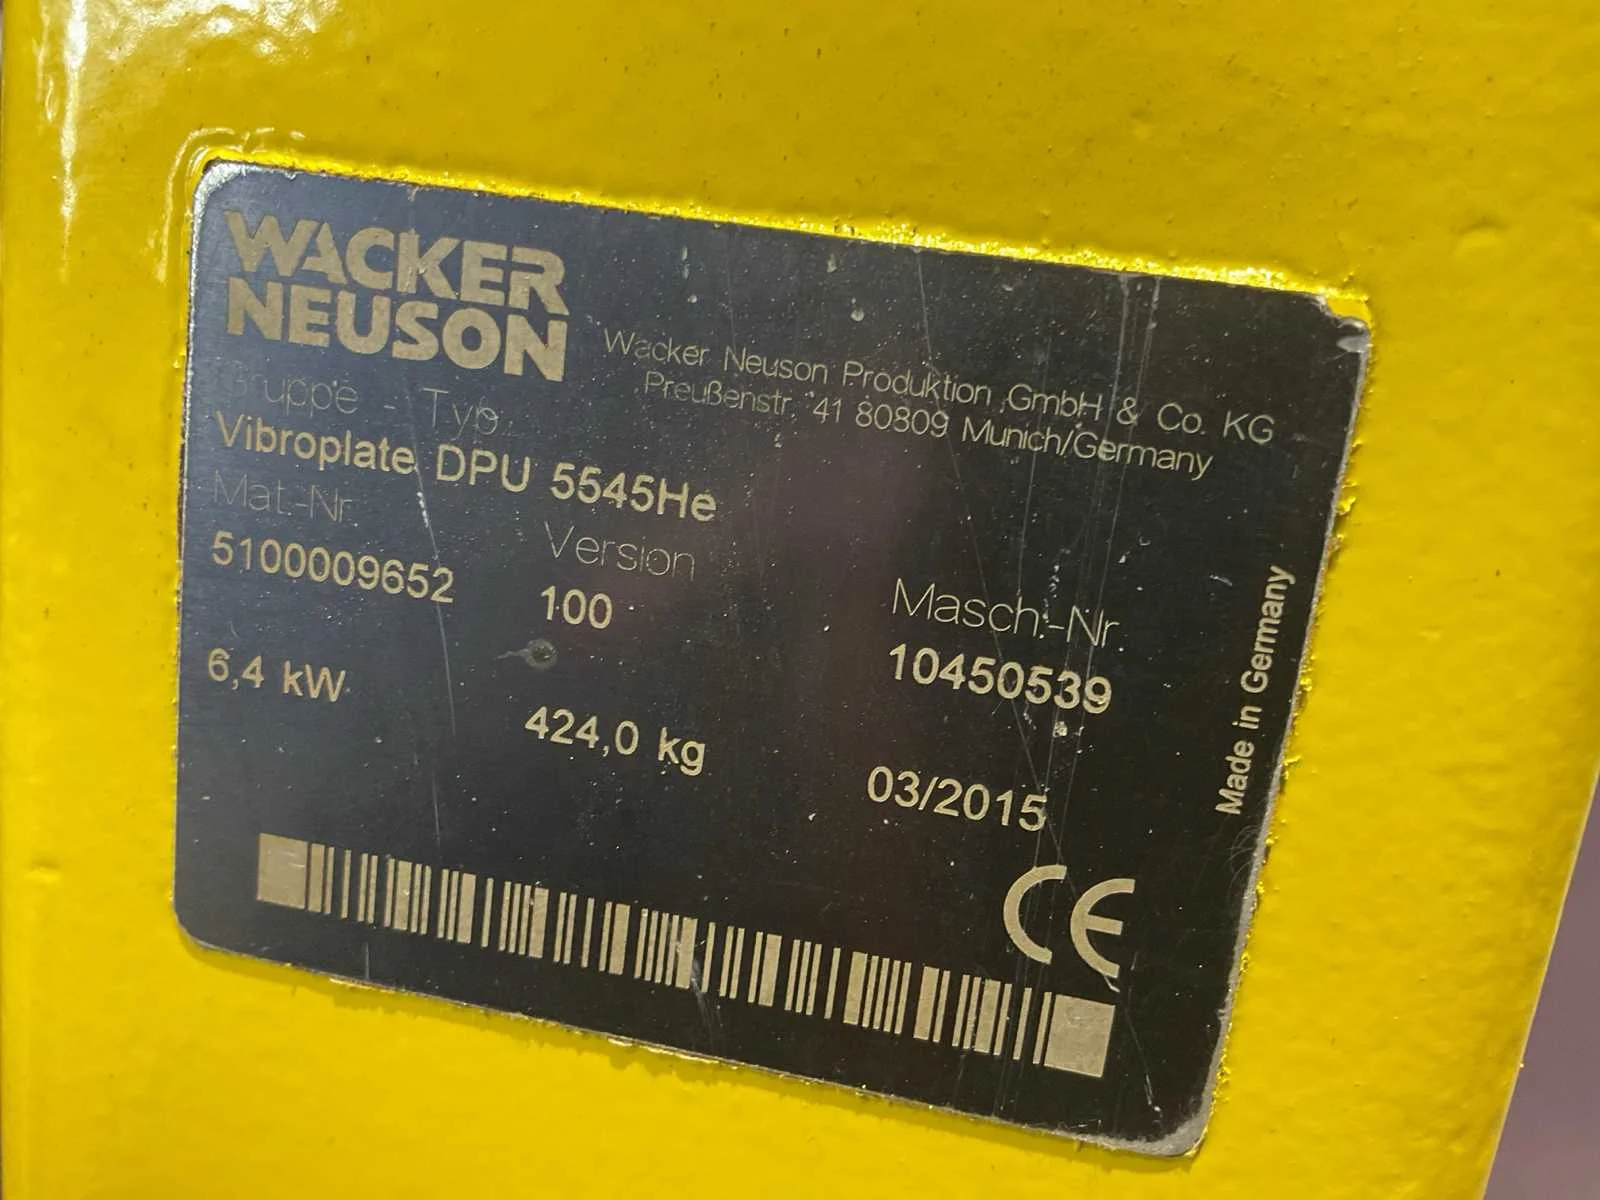 WACKER
NEUSON
Wacker Neuson Produktion GmbH & Co. KG
Preußenstr. 41 80809 Munich/Germany
Gruppe - Typ
Vibroplate DPU 5545He
Mat.-Nr.
Version
Masch.-Nr
5100009652
100
10450539
6,4 kW
424,0 kg
03/2015
Made in Germany
CE